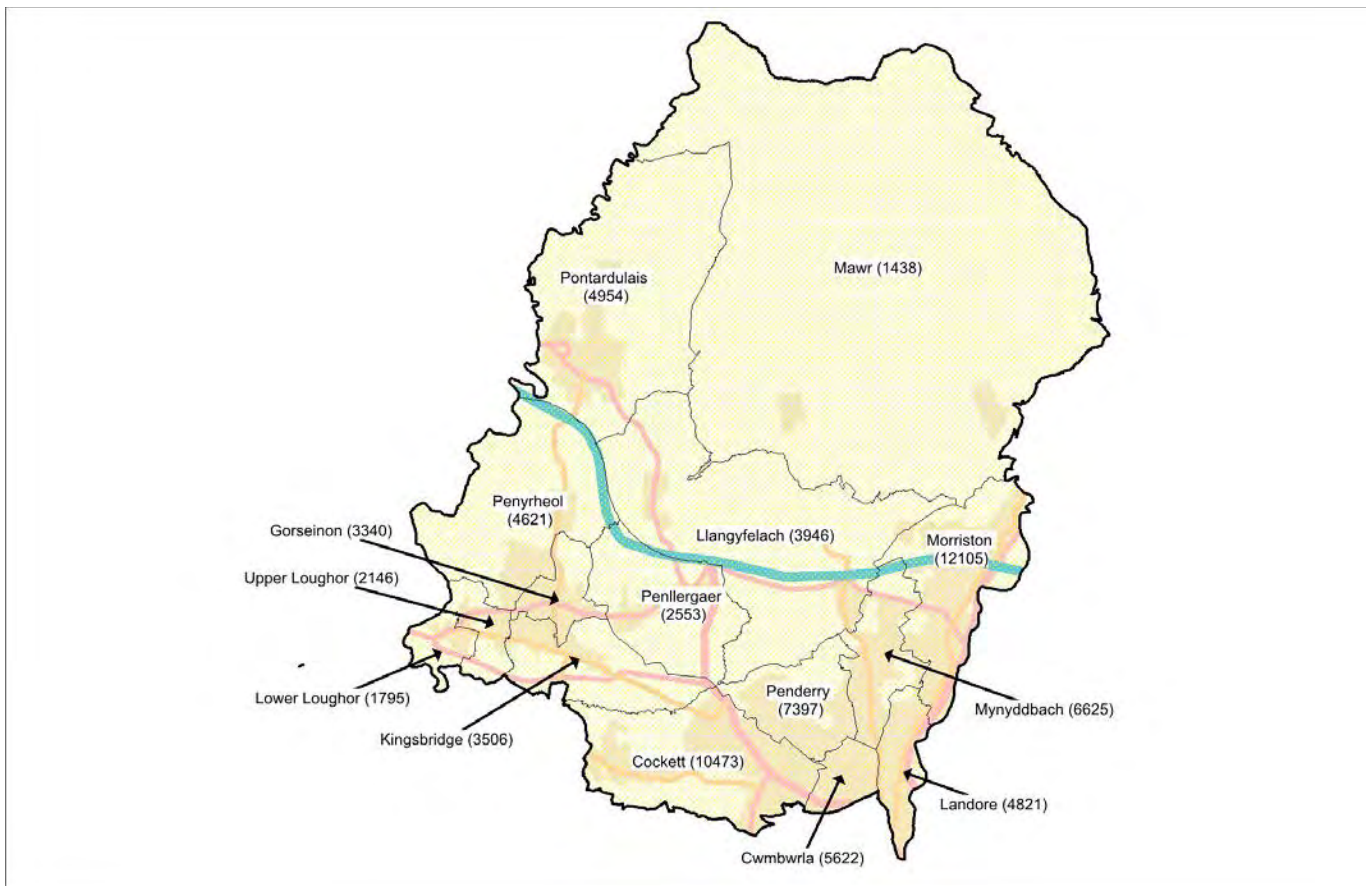 Mawr (1438)
Pontardulais
(4954)
Penyrheol
(4621)
Gorseinon (3340)
Llangyfelach (3946)
Morriston
(12105)
Upper Loughor (2146)
Penllergaer
(2553)
Lower Loughor (1795)
Penderry
(7397)
Mynyddbach (6625)
Kingsbridge (3506)
Cockett (10473)
Landore (4821)
Cwmbwrla (5622)